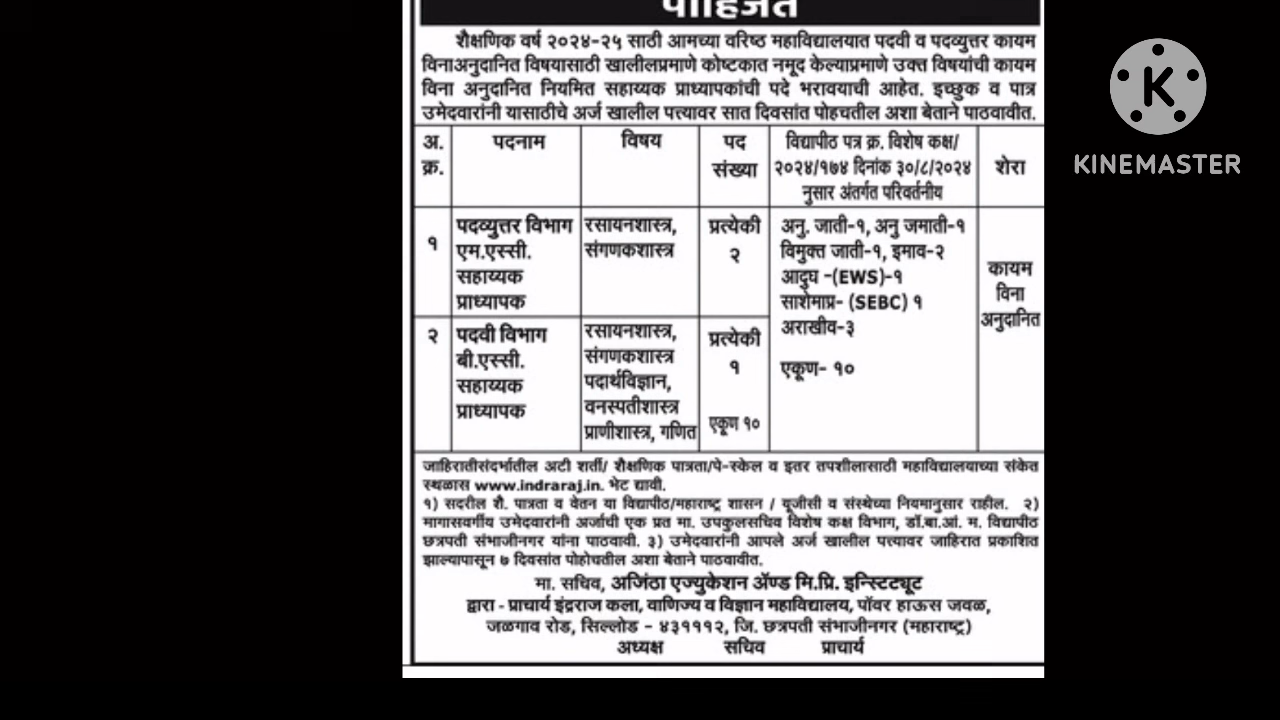 पाहिजेत
शैक्षणिक वर्ष २०२४-२५ साठी आमच्या वरिष्ठ महाविद्यालयात पदवी व पदव्युत्तर कायम
विनाअनुदानित विषयासाठी खालीलप्रमाणे कोष्टकात नमूद केल्याप्रमाणे उक्त विषयांची कायम
विना अनुदानित नियमित सहाय्यक प्राध्यापकांची पदे भरावयाची आहेत. इच्छुक व पात्र
उमेदवारांनी यासाठीचे अर्ज खालील पत्त्यावर सात दिवसांत पोहचतील अशा बेताने पाठवावीत.
अ. क्र. पदनाम विषय पद संख्या विद्यापीठ पत्र क्र. विशेष कक्ष/ २०२४/१७४ दिनांक ३०/८/२०२४ नुसार अंतर्गत परिवर्तनीय शेरा
१ पदव्युत्तर विभाग एम.एस्सी. सहाय्यक प्राध्यापक
रसायनशास्त्र, संगणकशास्त्र
प्रत्येकी २
अनु. जाती-१, अनु जमाती-१
विमुक्त जाती-१, इमाव-२
आदुघ -(EWS)-१
साशेमाप्र- (SEBC) १
अराखीव-३
एकूण- १०
कायम विना अनुदानित
२ पदवी विभाग बी.एस्सी. सहाय्यक प्राध्यापक
रसायनशास्त्र,
संगणकशास्त्र
पदार्थविज्ञान,
वनस्पतीशास्त्र
प्राणीशास्त्र, गणित
प्रत्येकी १
एकूण १०
जाहिरातीसंदर्भातील अटी शर्ती/ शैक्षणिक पात्रता/पे-स्केल व इतर तपशीलासाठी महाविद्यालयाच्या संकेत
स्थळास www.indraraj.in. भेट द्यावी.
१) सदरील शै. पात्रता व वेतन या विद्यापीठ/महाराष्ट्र शासन / यूजीसी व संस्थेच्या नियमानुसार राहील. २)
मागासवर्गीय उमेदवारांनी अर्जाची एक प्रत मा. उपकुलसचिव विशेष कक्ष विभाग, डॉ.बा.आं. म. विद्यापीठ
छत्रपती संभाजीनगर यांना पाठवावी. ३) उमेदवारांनी आपले अर्ज खालील पत्त्यावर जाहिरात प्रकाशित
झाल्यापासून ७ दिवसांत पोहोचतील अशा बेताने पाठवावीत.
मा. सचिव, अजिंठा एज्युकेशन ॲण्ड मि.प्रि. इन्स्टिट्यूट
द्वारा - प्राचार्य इंद्रराज कला, वाणिज्य व विज्ञान महाविद्यालय, पॉवर हाऊस जवळ,
जळगाव रोड, सिल्लोड - ४३१११२, जि. छत्रपती संभाजीनगर (महाराष्ट्र)
अध्यक्ष सचिव प्राचार्य
K
KINEMASTER